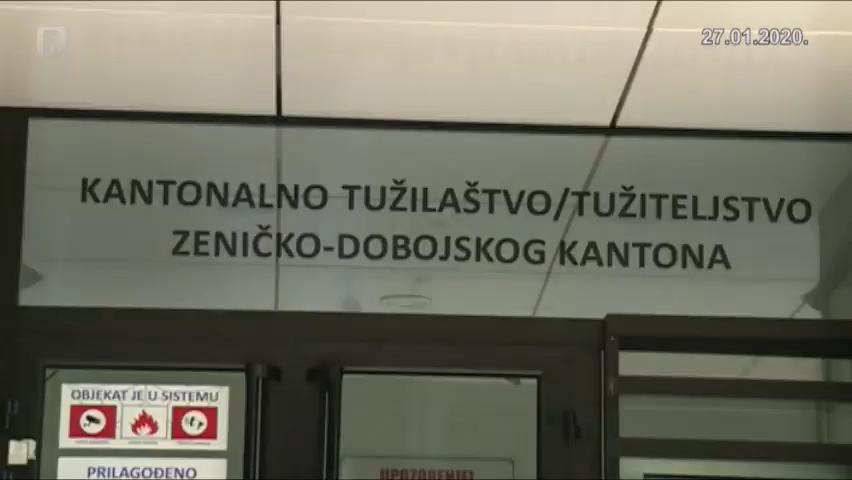 27.01.2020.
KANTONALNO TUŽILAŠTVO/TUŽITELJSTVO
ZENIČKO-DOBOJSKOG KANTONA
OBJEKAT JE U SISTEMU
PRILAGOĐENO
UPOZORENJE!